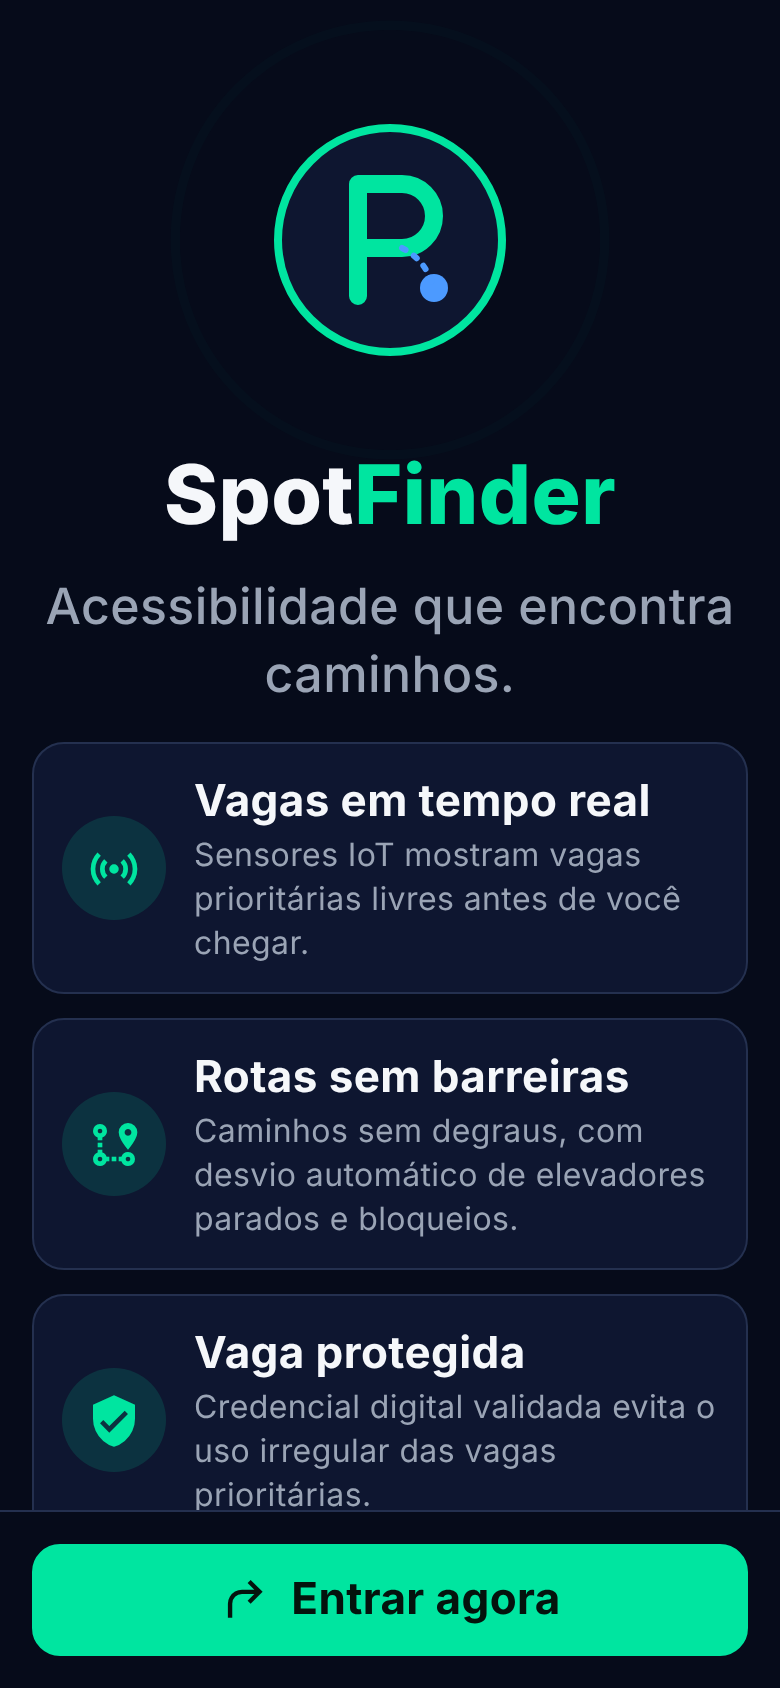 SpotFinder
Acessibilidade que encontra
caminhos.
Vagas em tempo real
Sensores IoT mostram vagas
prioritárias livres antes de você
chegar.
Rotas sem barreiras
Caminhos sem degraus, com
desvio automático de elevadores
parados e bloqueios.
Vaga protegida
Credencial digital validada evita o
uso irregular das vagas
prioritárias.
Entrar agora